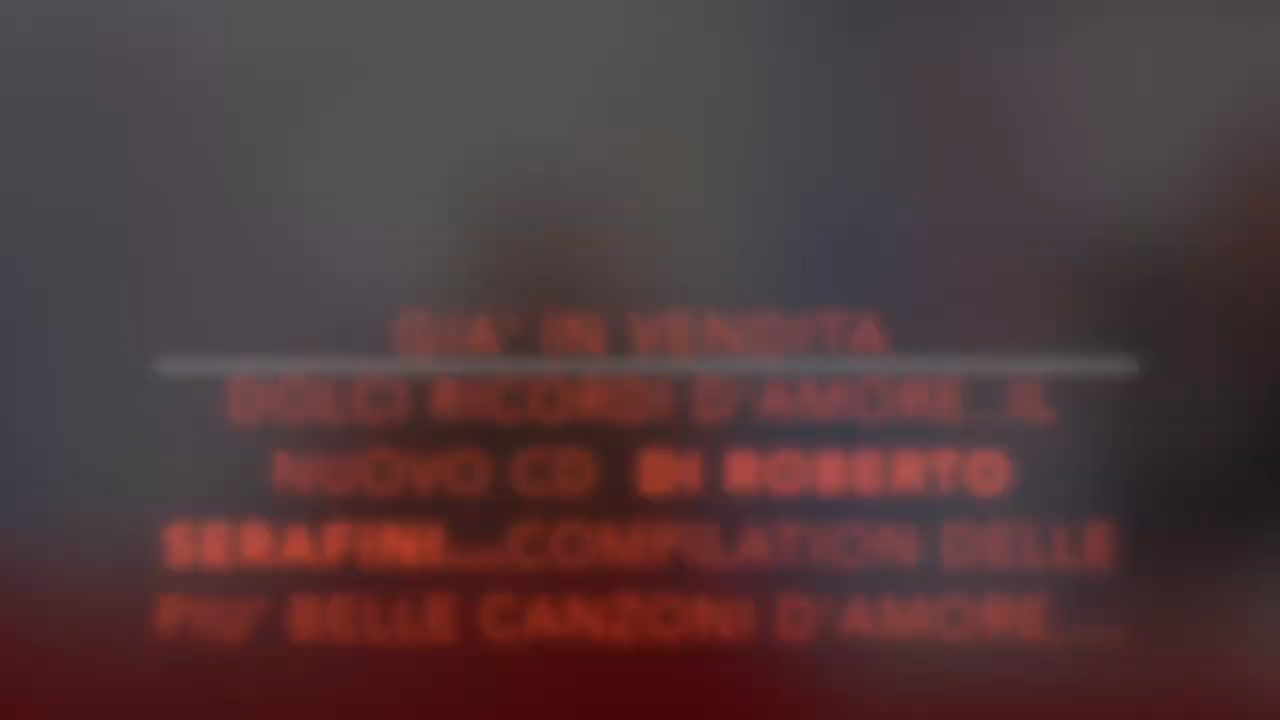 GIA' IN VENDITA
DOLCI RICORDI D'AMORE...IL
NUOVO CD DI ROBERTO
SERAFINI....COMPILATION DELLE
PIU' BELLE CANZONI D'AMORE.....